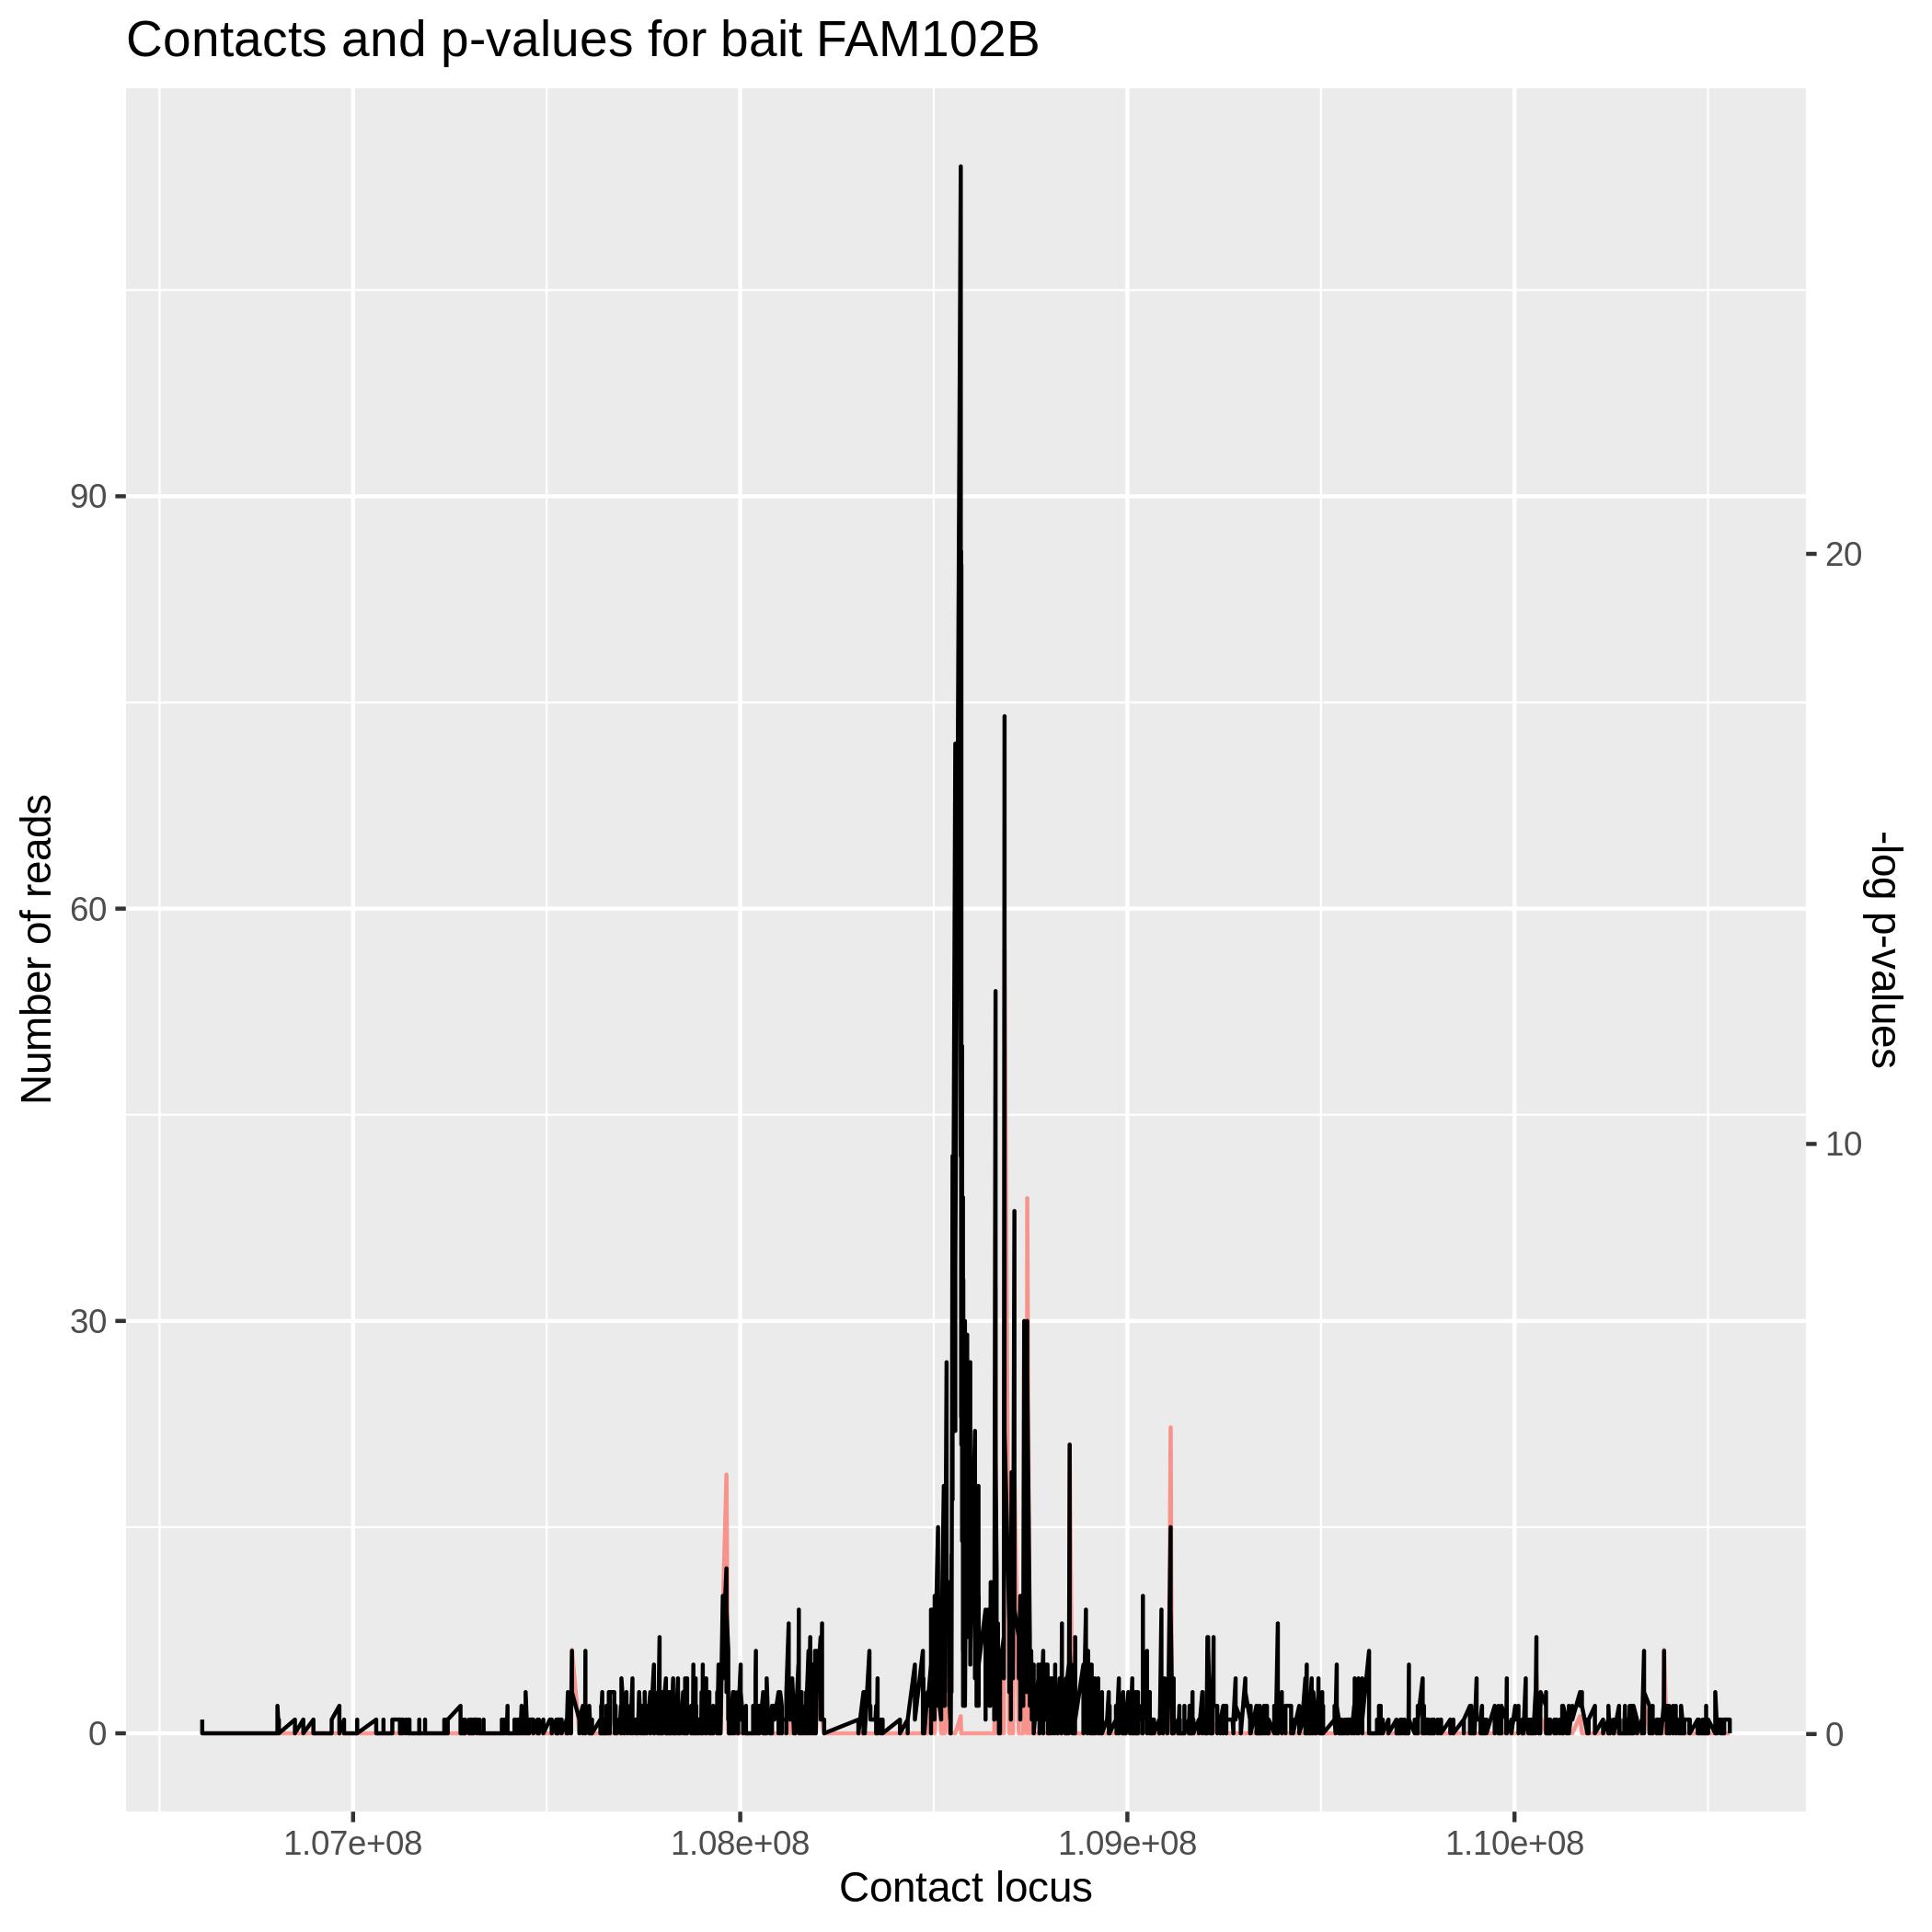 Contacts and p-values for bait FAM102B
Number of reads
90
60
30
0
20
10
0
-log p-values
1.07e+08
1.08e+08
1.09e+08
1.10e+08
Contact locus